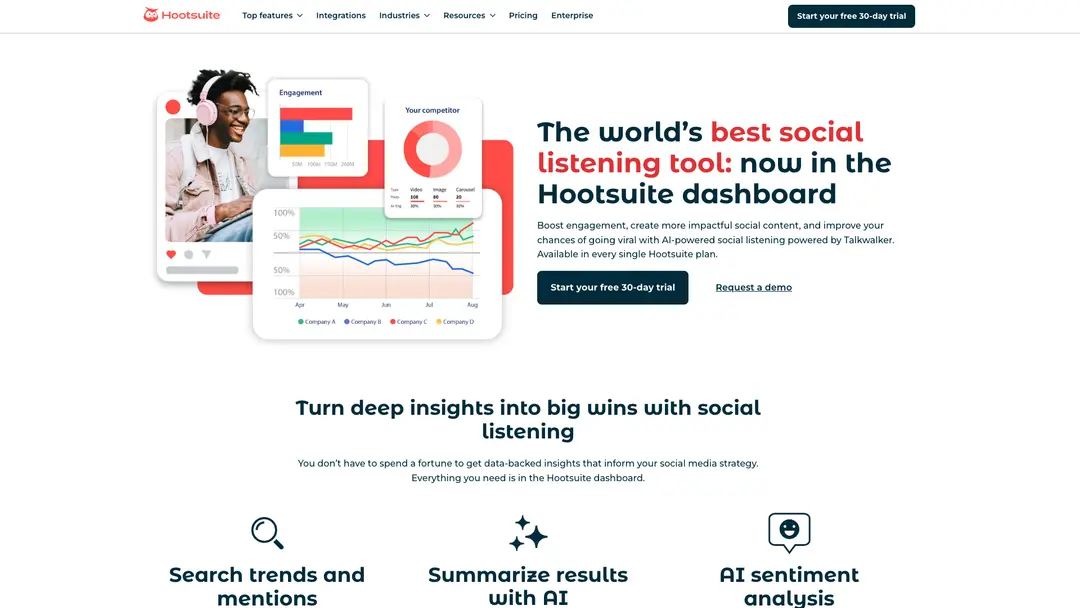 Hootsuite
Top features
Integrations
Industries
Resources
Pricing
Enterprise
Start your free 30-day trial
Engagement
50M 100M 150M 200M
Your competitor
Type Video Image Carousel
Posts 108 60 20
30% 30% 30%
100%
50%
50%
100%
Apr May Jun Jul Aug
Company A Company B Company C Company D
The world's best social
listening tool: now in the
Hootsuite dashboard
Boost engagement, create more impactful social content, and improve your
chances of going viral with AI-powered social listening powered by Talkwalker.
Available in every single Hootsuite plan.
Start your free 30-day trial
Request a demo
Turn deep insights into big wins with social
listening
You don't have to spend a fortune to get data-backed insights that inform your social media strategy.
Everything you need is in the Hootsuite dashboard.
Search trends and
mentions
Summarize results
with AI
AI sentiment
analysis